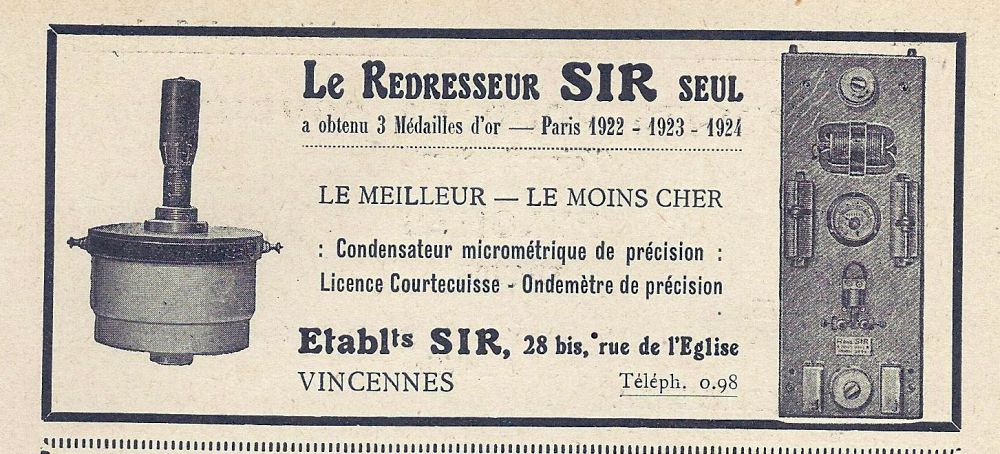 Le Redresseur SIR seul
a obtenu 3 Médailles d'or — Paris 1922 - 1923 - 1924
LE MEILLEUR — LE MOINS CHER
: Condensateur micrométrique de précision :
Licence Courtecuisse - Ondemètre de précision
Etablts SIR, 28 bis, rue de l'Eglise
VINCENNES Téléph. 0.98